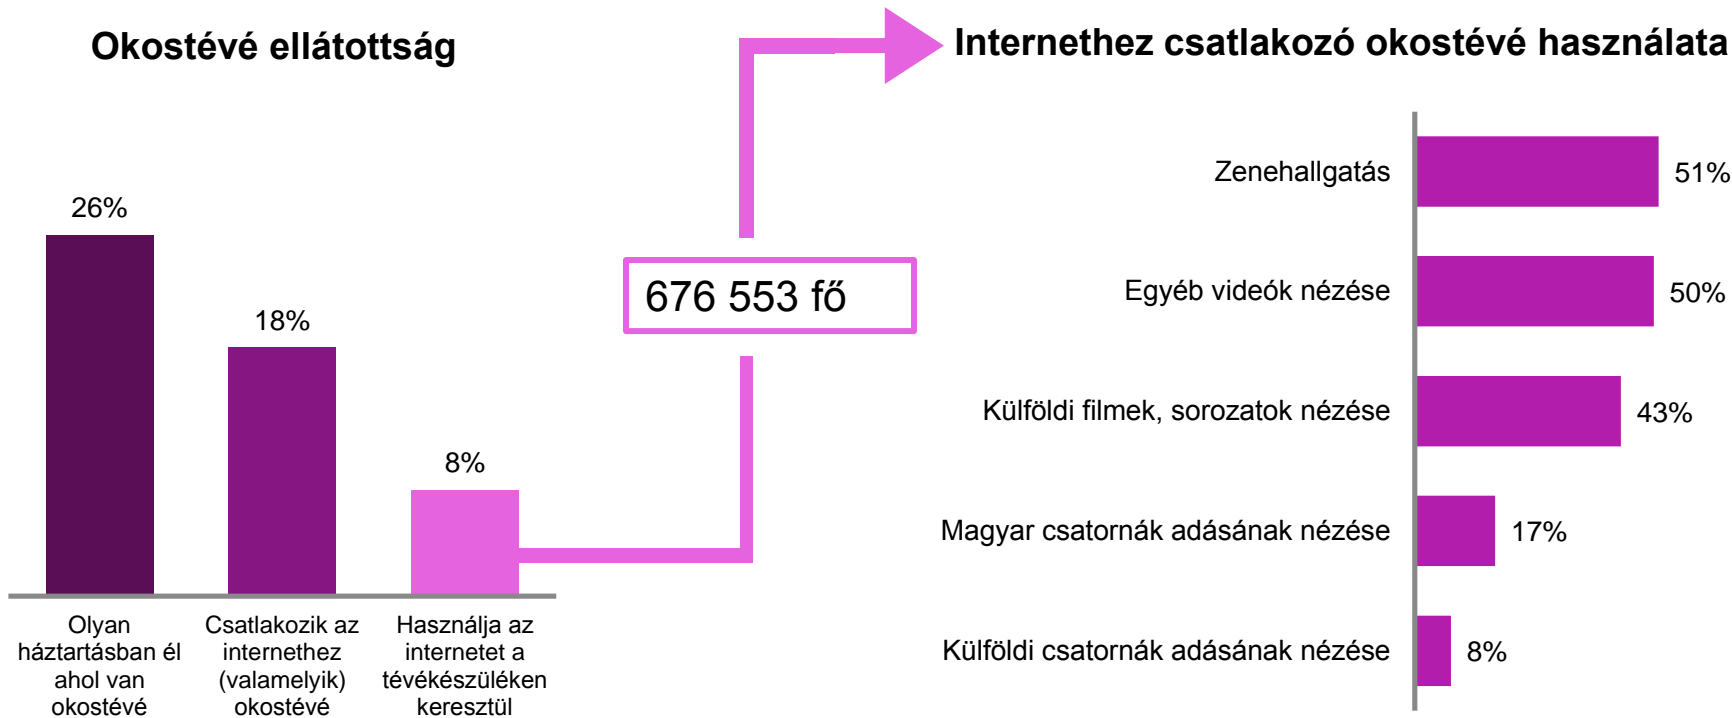 Okostévé ellátottság
26%
18%
8%
Olyan
háztartásban él
ahol van
okostévé
Csatlakozik az
internethez
(valamelyik)
okostévé
Használja az
internetet a
tévékészüléken
keresztül
676 553 fő
Internethez csatlakozó okostévé használata
Zenehallgatás 51%
Egyéb videók nézése 50%
Külföldi filmek, sorozatok nézése 43%
Magyar csatornák adásának nézése 17%
Külföldi csatornák adásának nézése 8%